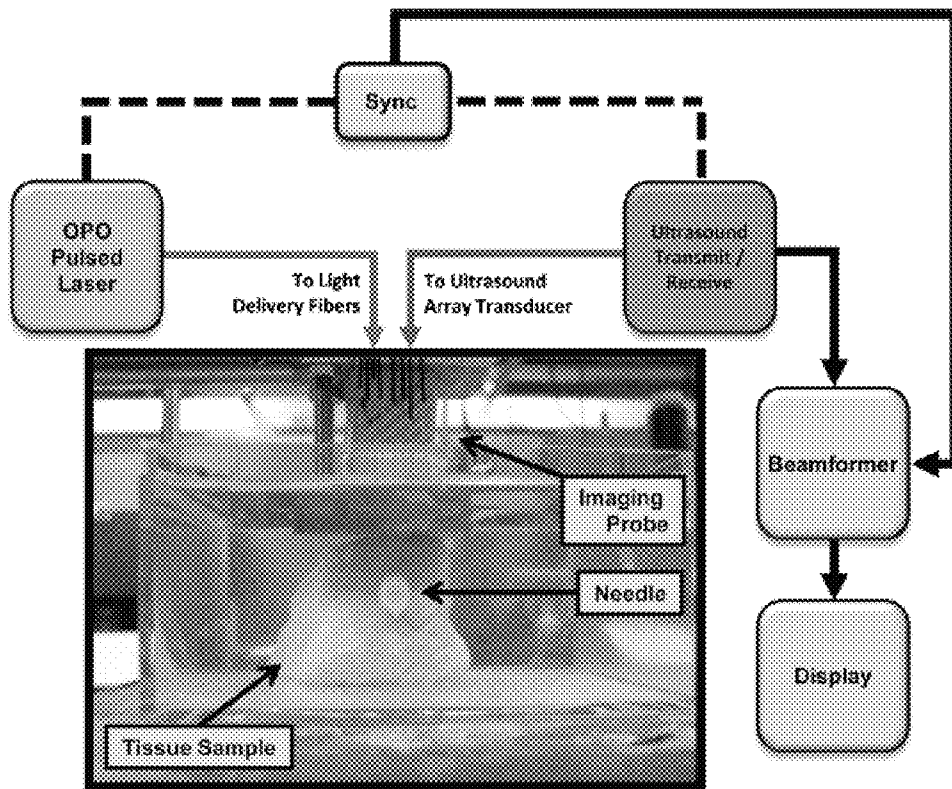 Sync
OPO
Pulsed
Laser
Ultrasound
Transmit /
Receive
To Light
Delivery Fibers
To Ultrasound
Array Transducer
Beamformer
Imaging
Probe
Needle
Display
Tissue Sample